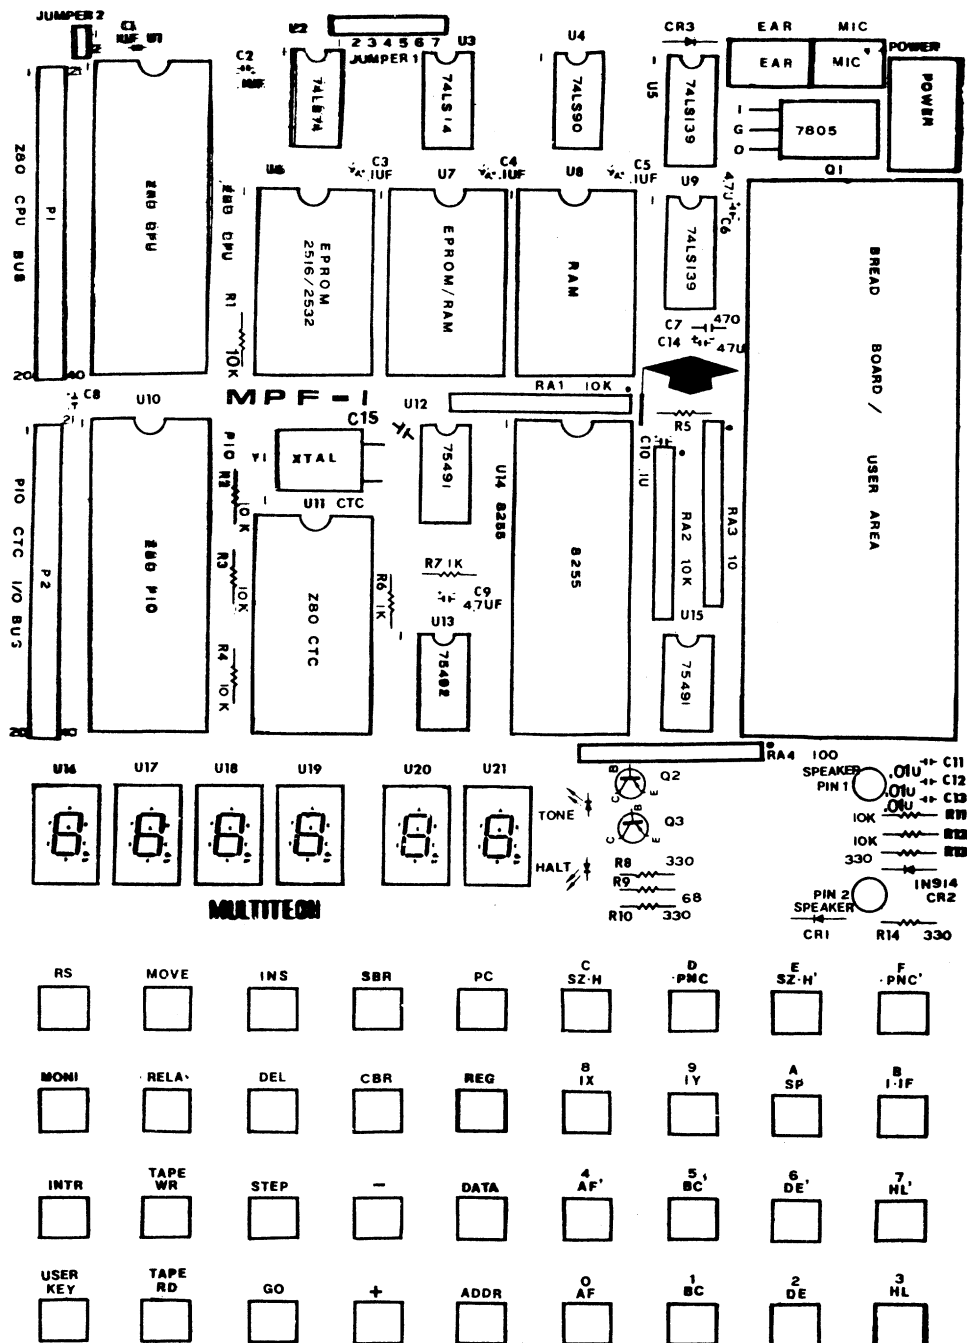 JUMPER 2
C1
U1
U2
2 3 4 5 6 7
JUMPER 1
U3
U4
CR3
EAR
MIC
POWER
EAR
MIC
POWER
C2
74LS14
74LS90
U5
74LS139
I
G
O
7805
Q1
Z80 CPU BUS
P1
1
21
20
40
C3
.1UF
U7
C4
.1UF
U8
C5
.1UF
U9
4.7U
C6
EPROM
2516/2532
EPROM/RAM
RAM
74LS139
BREAD BOARD / USER AREA
R1
10K
C7
470
C14
47U
MPF-I
RA1 10K
C8
21
U10
PIO
XTAL
C15
U12
75491
U14 8255
8255
R5
C10 .1U
RA2 10K
RA3 10
PIO CTC I/O BUS
P2
20
40
R2
10K
R3
10K
R4
10K
U11 CTC
Z80 CTC
R6
1K
R7 1K
C9
4.7UF
U13
75492
U15
75491
RA4 100
U16
U17
U18
U19
U20
U21
TONE
HALT
B
C
E
Q2
B
C
E
Q3
R8
330
R9
68
R10
330
SPEAKER
PIN 1
.01U
.01U
.01U
C11
C12
C13
10K
R11
10K
R12
330
R13
IN914
CR2
PIN 2
SPEAKER
CR1
R14
330
MULTITECH
RS
MOVE
INS
SBR
PC
C
SZ·H
D
PNC
E
SZ·H'
F
·PNC'
MONI
RELA
DEL
CBR
REG
8
IX
9
IY
A
SP
B
I·IF
INTR
TAPE
WR
STEP
-
DATA
4
AF'
5
BC'
6
DE'
7
HL'
USER
KEY
TAPE
RD
GO
+
ADDR
0
AF
1
BC
2
DE
3
HL